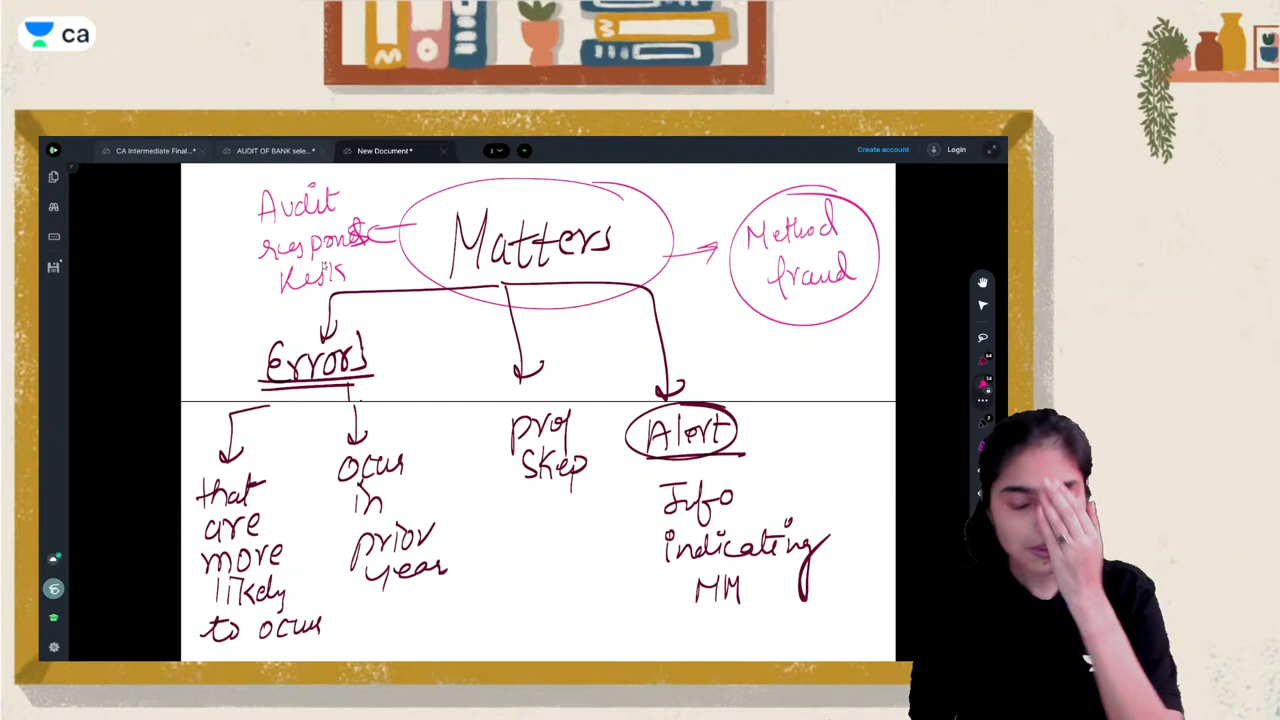 ca
CA Intermediate Final...*
AUDIT OF BANK sele...*
New Document*
Create account
Login
Audit
response
Matters
Method
fraud
Errors
that
are
more
likely
to occur
occur
in
prior
year
prof
skep
Alert
Info
indicating
MM